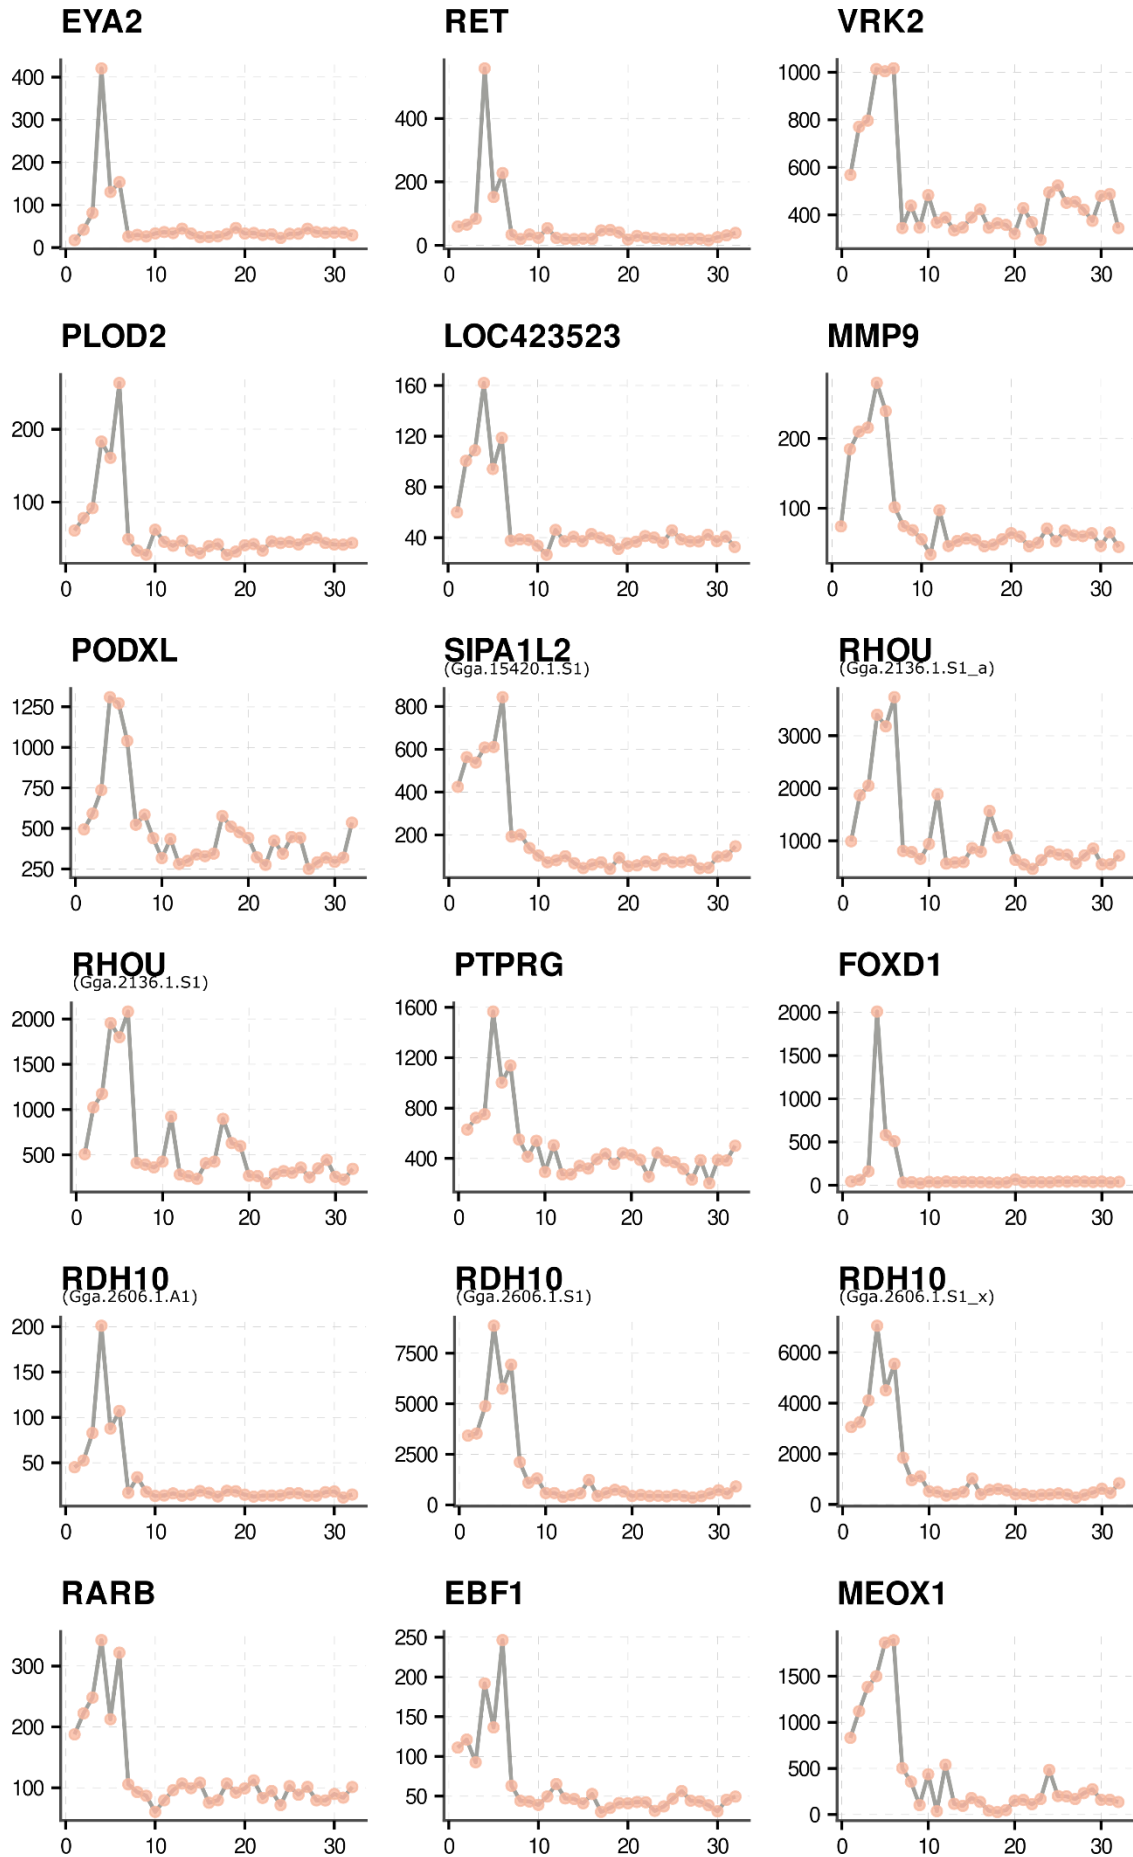 EYA2 RET VRK2
400 400 1000
300 800
200 200 600
100 400
0 0
0 10 20 30 0 10 20 30 0 10 20 30
PLOD2 LOC423523 MMP9
160
200 120 200
100 80 100
40
0 10 20 30 0 10 20 30 0 10 20 30
PODXL SIPA1L2 RHOU
(Gga.15420.1.S1) (Gga.2136.1.S1_a)
1250 800 3000
1000 600
750 400 2000
500 200 1000
250
0 10 20 30 0 10 20 30 0 10 20 30
RHOU PTPRG FOXD1
(Gga.2136.1.S1)
2000 1600 2000
1500 1200 1500
1000 800 1000
500 400 500
0
0 10 20 30 0 10 20 30 0 10 20 30
RDH10 RDH10 RDH10
(Gga.2606.1.A1) (Gga.2606.1.S1) (Gga.2606.1.S1_x)
200 7500 6000
150 5000 4000
100 2500 2000
50 0 0
0 10 20 30 0 10 20 30 0 10 20 30
RARB EBF1 MEOX1
300 250 1500
200 200 1000
100 150 500
100 0
50
0 10 20 30 0 10 20 30 0 10 20 30